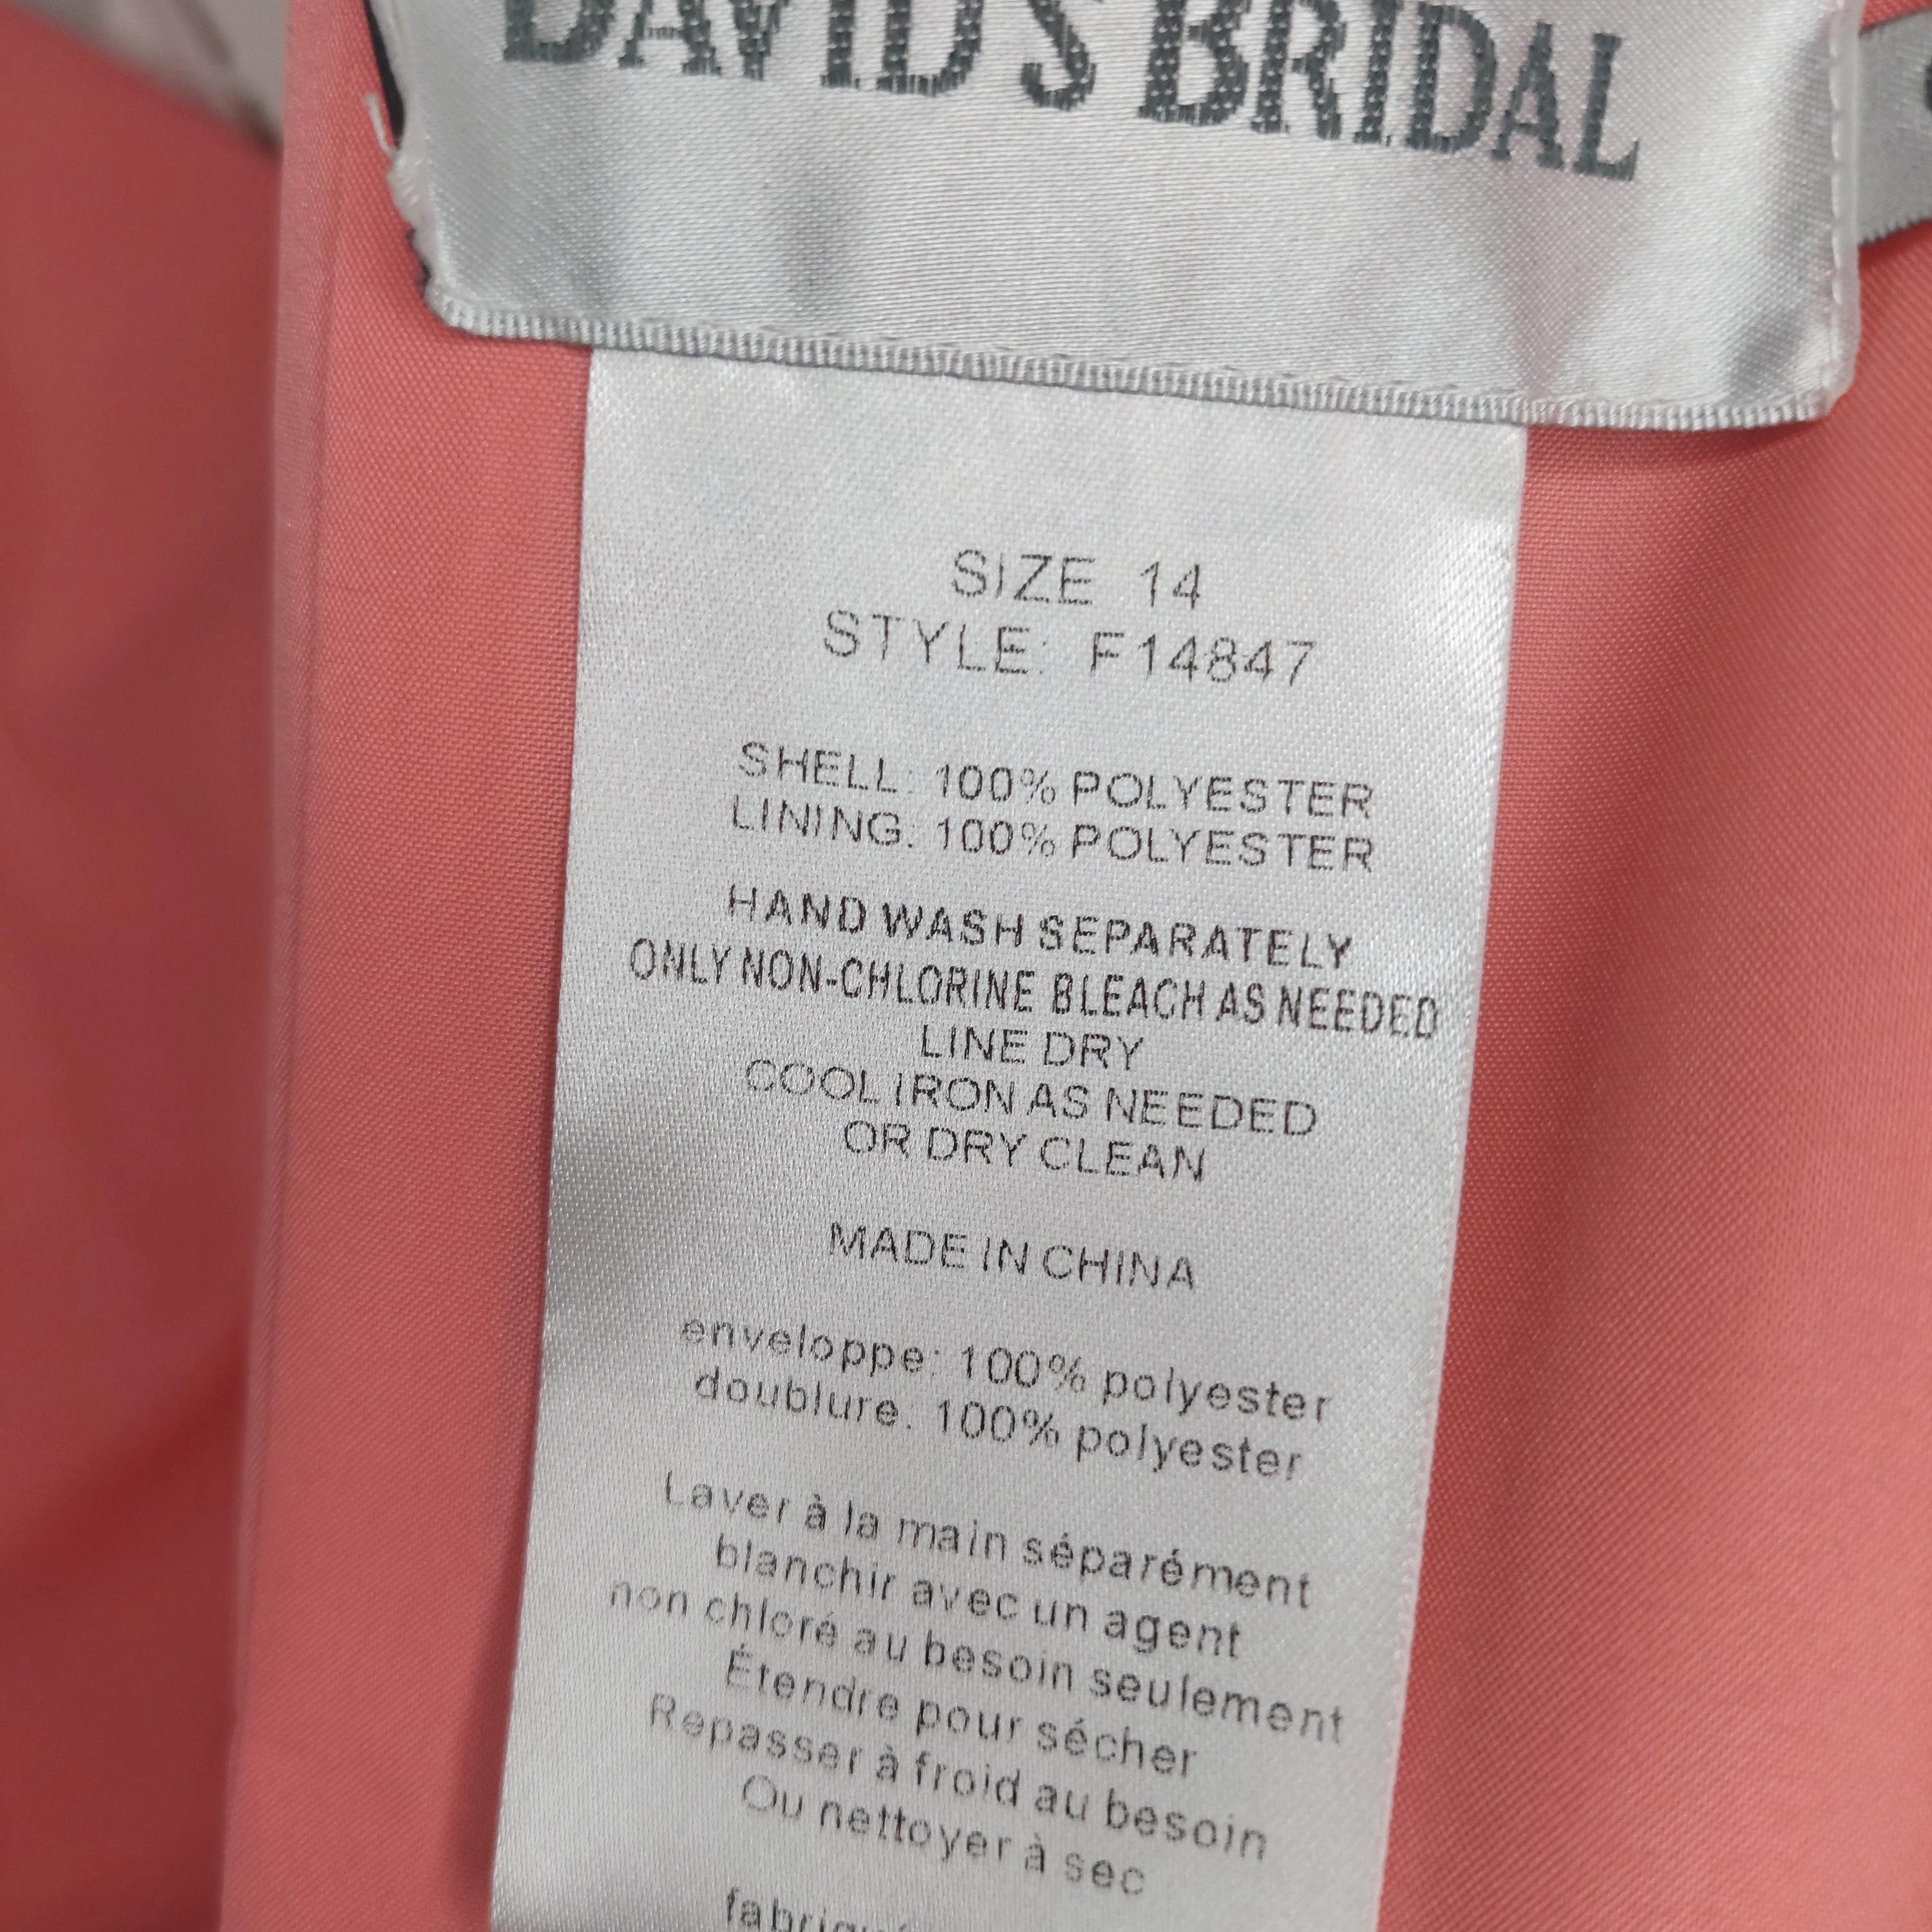 DAVID'S BRIDAL
SIZE 14
STYLE: F14847
SHELL: 100% POLYESTER
LINING: 100% POLYESTER
HAND WASH SEPARATELY
ONLY NON-CHLORINE BLEACH AS NEEDED
LINE DRY
COOL IRON AS NEEDED
OR DRY CLEAN
MADE IN CHINA
enveloppe: 100% polyester
doublure: 100% polyester
Laver à la main séparément
blanchir avec un agent
non chloré au besoin seulement
Étendre pour sécher
Repasser à froid au besoin
Ou nettoyer à sec